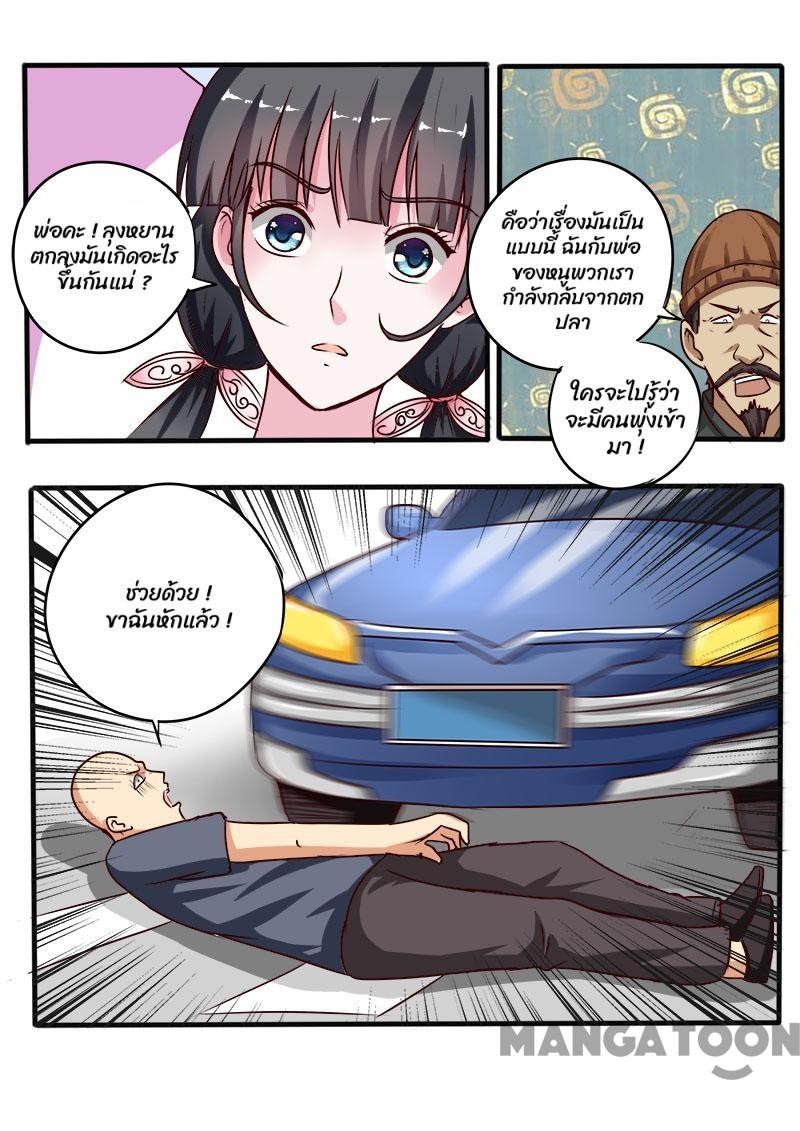 พ่อคะ ! ลุงหยาน
ตกลงมันเกิดอะไร
ขึ้นกันแน่ ?
คือว่าเรื่องมันเป็น
แบบนี้ ฉันกับพ่อ
ของหนูพวกเรา
กำลังกลับจากตก
ปลา
ใครจะไปรู้ว่า
จะมีคนพุ่งเข้า
มา !
ช่วยด้วย !
ขาฉันหักแล้ว !
MANGATOON